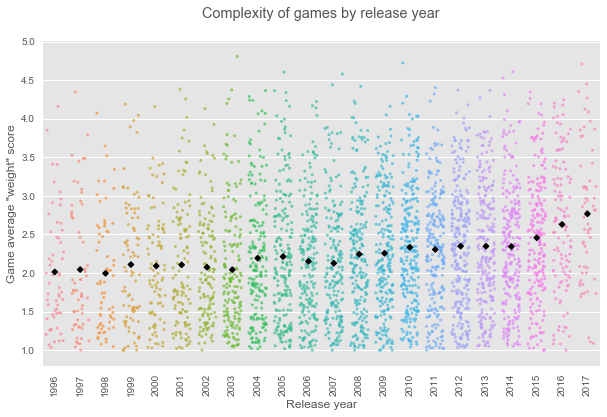 Complexity of games by release year
Game average "weight" score
5.0
4.5
4.0
3.5
3.0
2.5
2.0
1.5
1.0
1996 1997 1998 1999 2000 2001 2002 2003 2004 2005 2006 2007 2008 2009 2010 2011 2012 2013 2014 2015 2016 2017
Release year